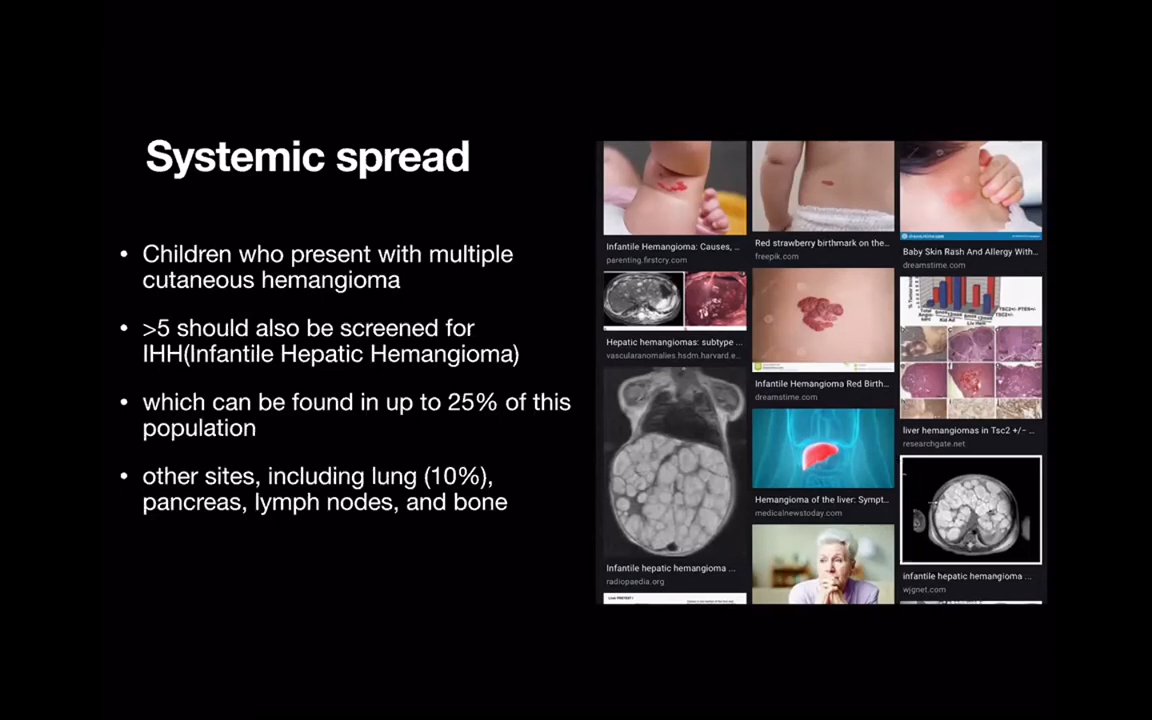 Systemic spread
• Children who present with multiple
cutaneous hemangioma
• >5 should also be screened for
IHH(Infantile Hepatic Hemangioma)
• which can be found in up to 25% of this
population
• other sites, including lung (10%),
pancreas, lymph nodes, and bone
Infantile Hemangioma: Causes, ...
parenting.firstcry.com
Hepatic hemangiomas: subtype ...
vascularanomalies.hsdm.harvard.e...
Infantile hepatic hemangioma ...
radiopaedia.org
Red strawberry birthmark on the...
freepik.com
Infantile Hemangioma Red Birth...
dreamstime.com
Hemangioma of the liver: Sympt...
medicalnewstoday.com
Baby Skin Rash And Allergy With...
dreamstime.com
liver hemangiomas in Tsc2 +/− ...
researchgate.net
infantile hepatic hemangioma ...
wjgnet.com